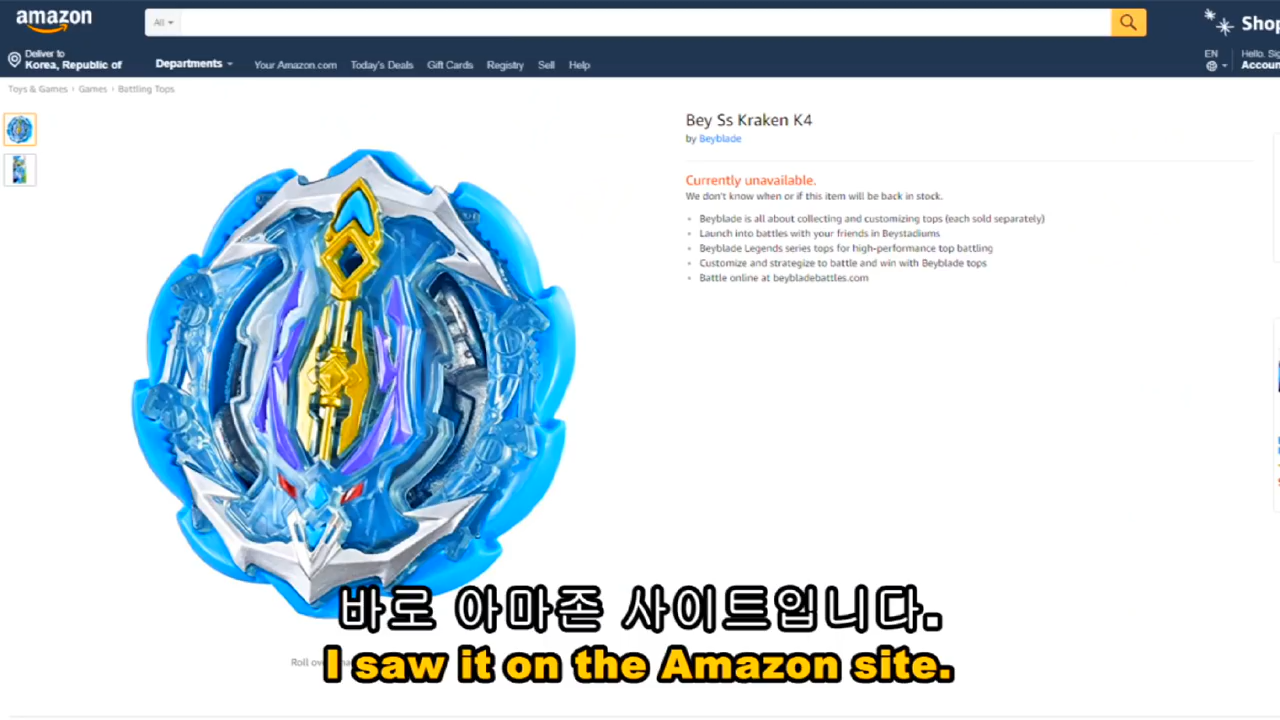 amazon
All
Shop
Deliver to
Korea, Republic of
Departments
Your Amazon.com
Today's Deals
Gift Cards
Registry
Sell
Help
EN
Hello.
Toys & Games › Games › Battling Tops
Bey Ss Kraken K4
by Beyblade
Currently unavailable.
We don't know when or if this item will be back in stock.
Beyblade is all about collecting and customizing tops (each sold separately)
Launch into battles with your friends in Beystadiums
Beyblade Legends series tops for high-performance top battling
Customize and strategize to battle and win with Beyblade tops
Battle online at beybladebattles.com
바로 아마존 사이트입니다.
Roll
I saw it on the Amazon site.